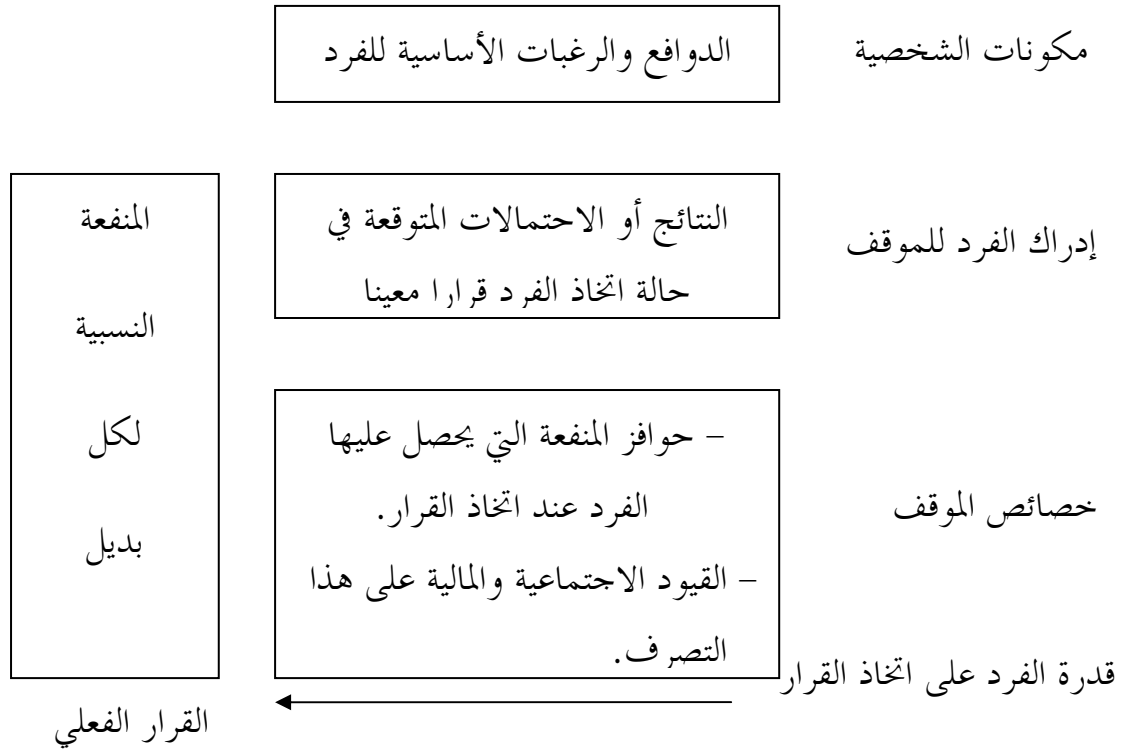 مكونات الشخصية
الدوافع والرغبات الأساسية للفرد
إدراك الفرد للموقف
النتائج أو الاحتمالات المتوقعة في
حالة اتخاذ الفرد قرارا معينا
خصائص الموقف
– حوافز المنفعة التي يحصل عليها
الفرد عند اتخاذ القرار.
– القيود الاجتماعية والمالية على هذا
التصرف.
المنفعة
النسبية
لكل
بديل
قدرة الفرد على اتخاذ القرار
القرار الفعلي